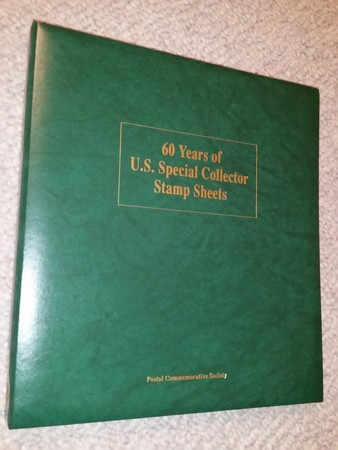 60 Years of
U.S. Special Collector
Stamp Sheets
Postal Commemorative Society